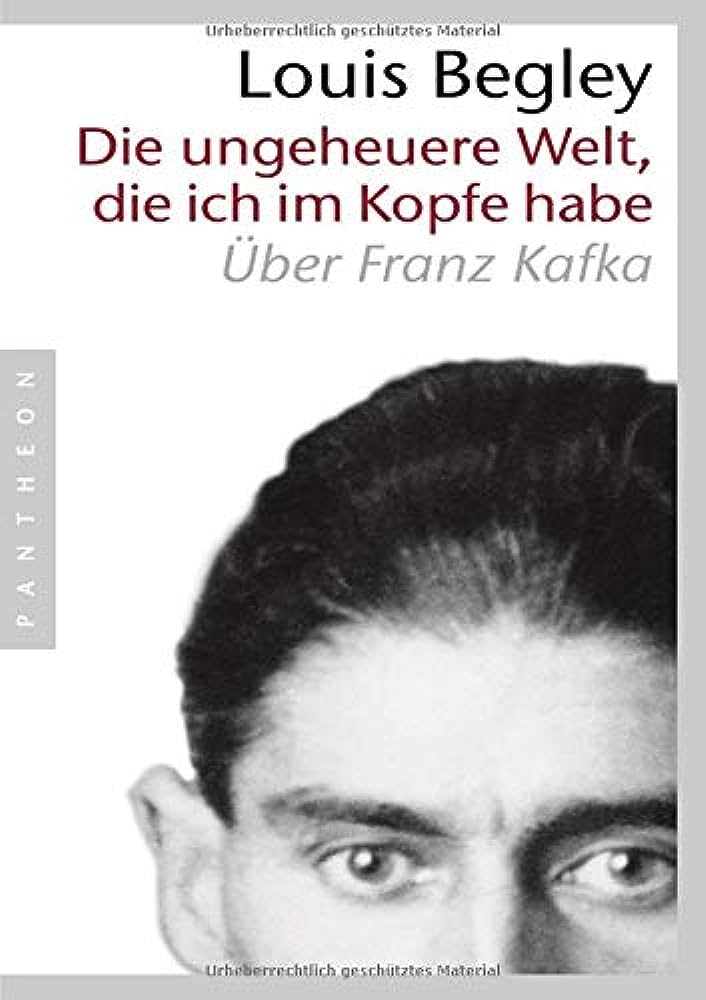 Urheberrechtlich geschütztes Material
Louis Begley
Die ungeheuere Welt,
die ich im Kopfe habe
Über Franz Kafka
PANTHEON
Urheberrechtlich geschütztes Material